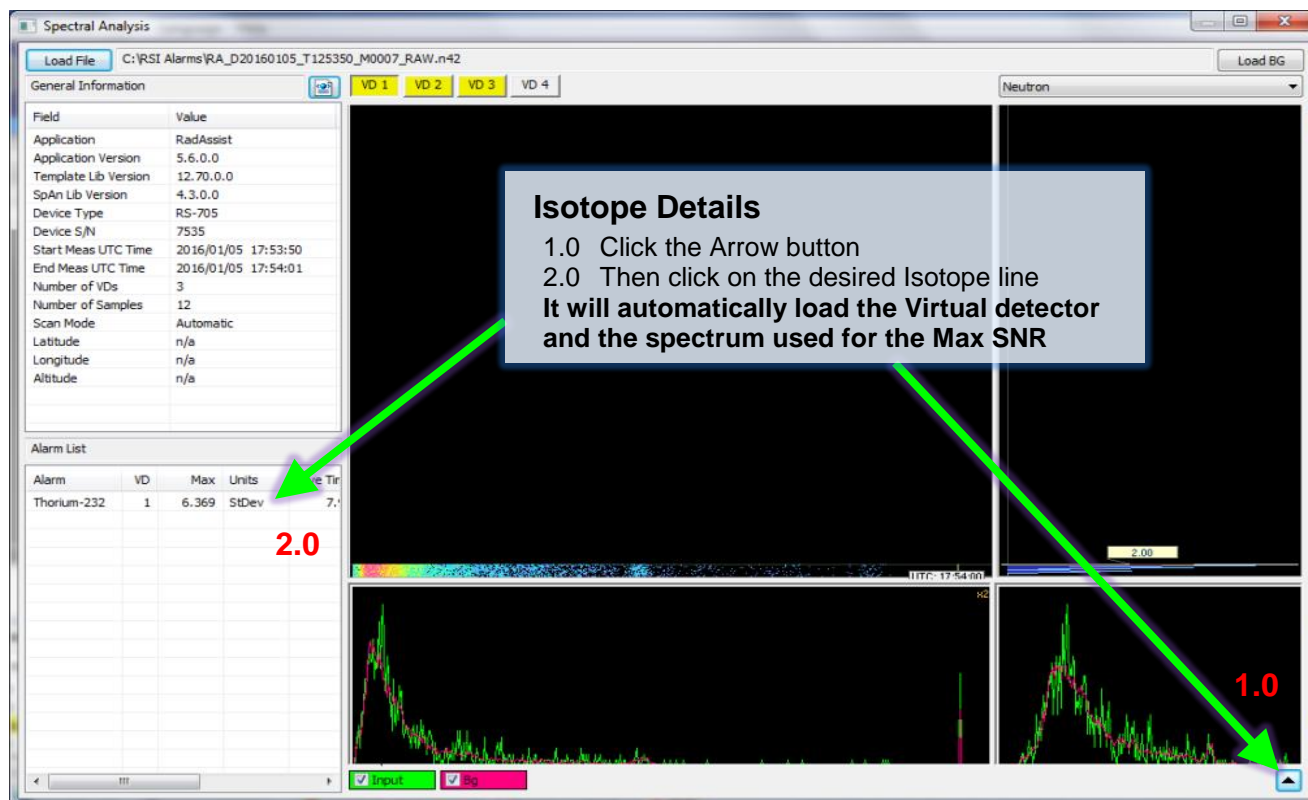 Spectral Analysis
Load File C:\RSI Alarms\RA_D20160105_T125350_M0007_RAW.n42 Load BG
General Information VD 1 VD 2 VD 3 VD 4 Neutron
Field Value
Application RadAssist
Application Version 5.6.0.0
Template Lib Version 12.70.0.0
SpAn Lib Version 4.3.0.0
Device Type RS-705
Device S/N 7535
Start Meas UTC Time 2016/01/05 17:53:50
End Meas UTC Time 2016/01/05 17:54:01
Number of VDs 3
Number of Samples 12
Scan Mode Automatic
Latitude n/a
Longitude n/a
Altitude n/a
Isotope Details
1.0 Click the Arrow button
2.0 Then click on the desired Isotope line
It will automatically load the Virtual detector
and the spectrum used for the Max SNR
Alarm List
Alarm VD Max Units
Thorium-232 1 6.369 StDev 7.
2.0
2.00
UTC: 17:54:00
x2
1.0
Input Bg